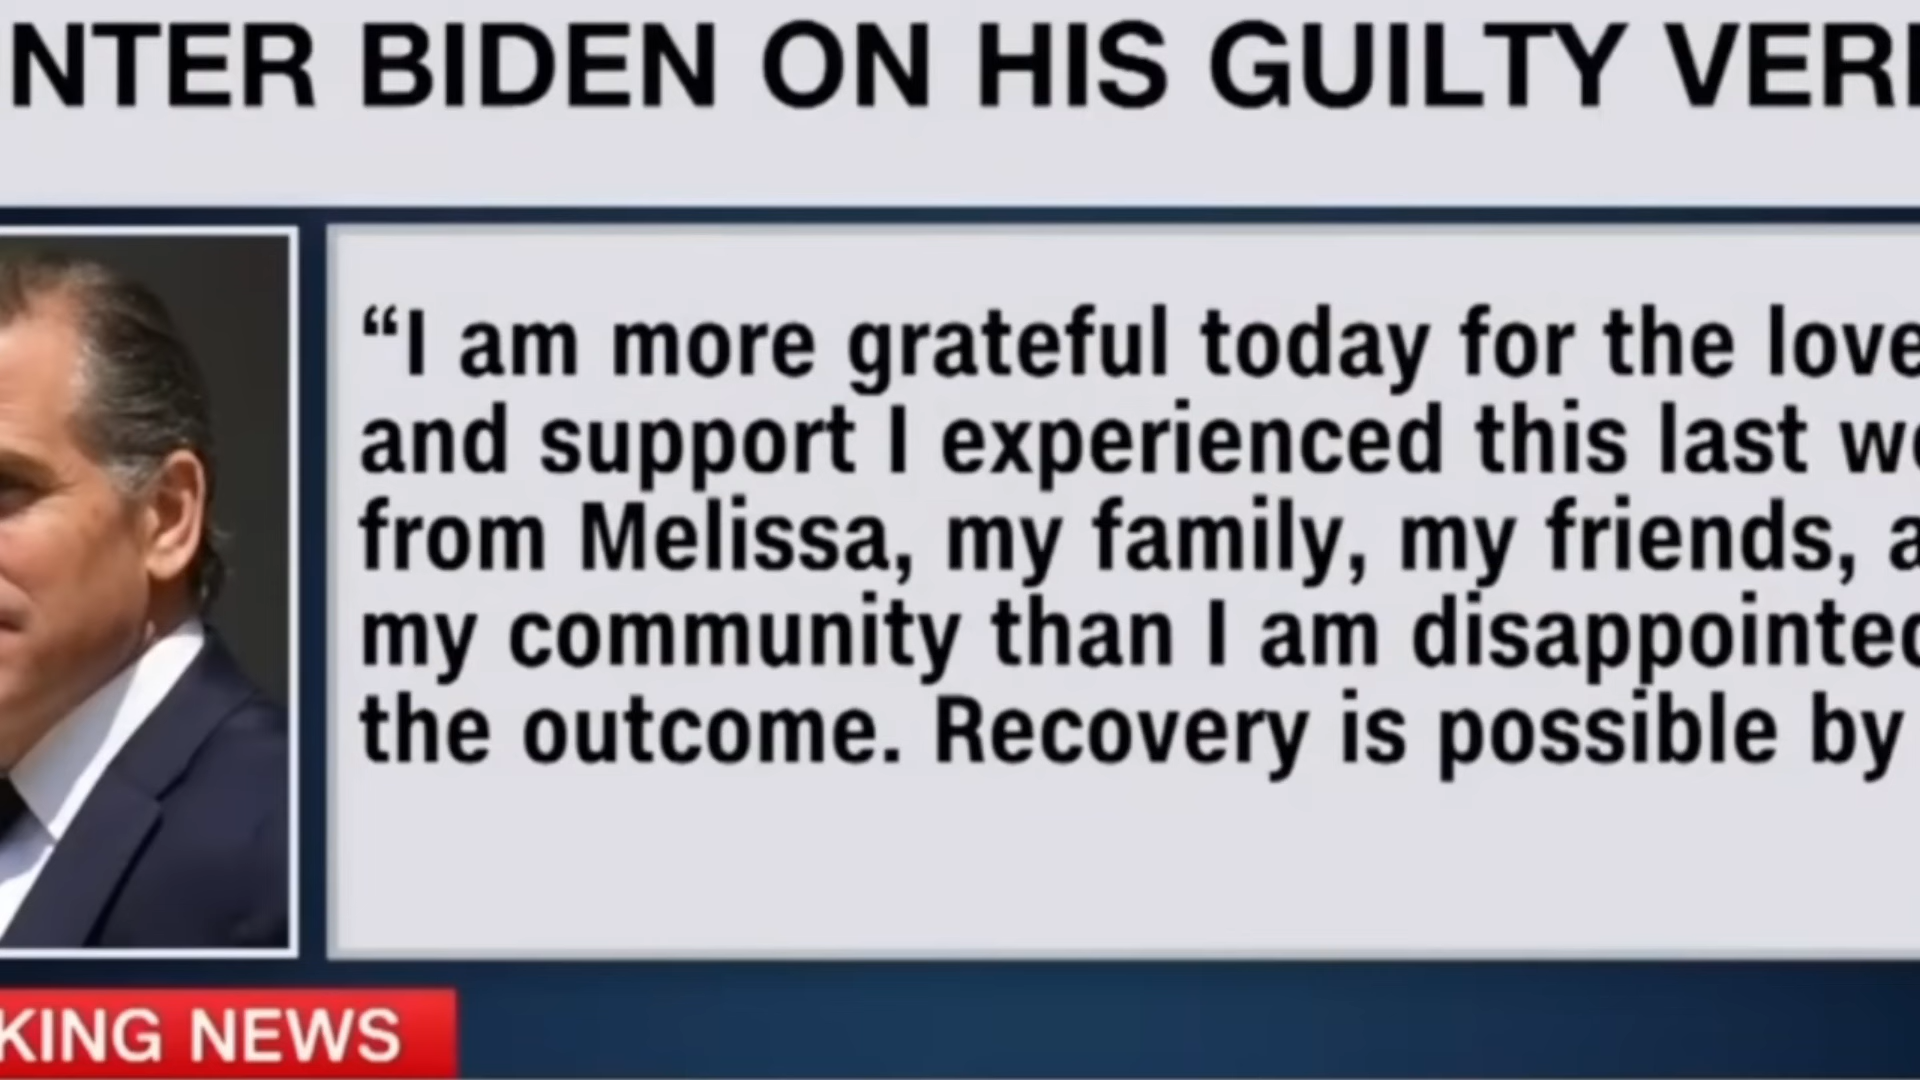 NTER BIDEN ON HIS GUILTY VER
“I am more grateful today for the love
and support I experienced this last
from Melissa, my family, my friends,
my community than I am disappointed
the outcome. Recovery is possible by
KING NEWS